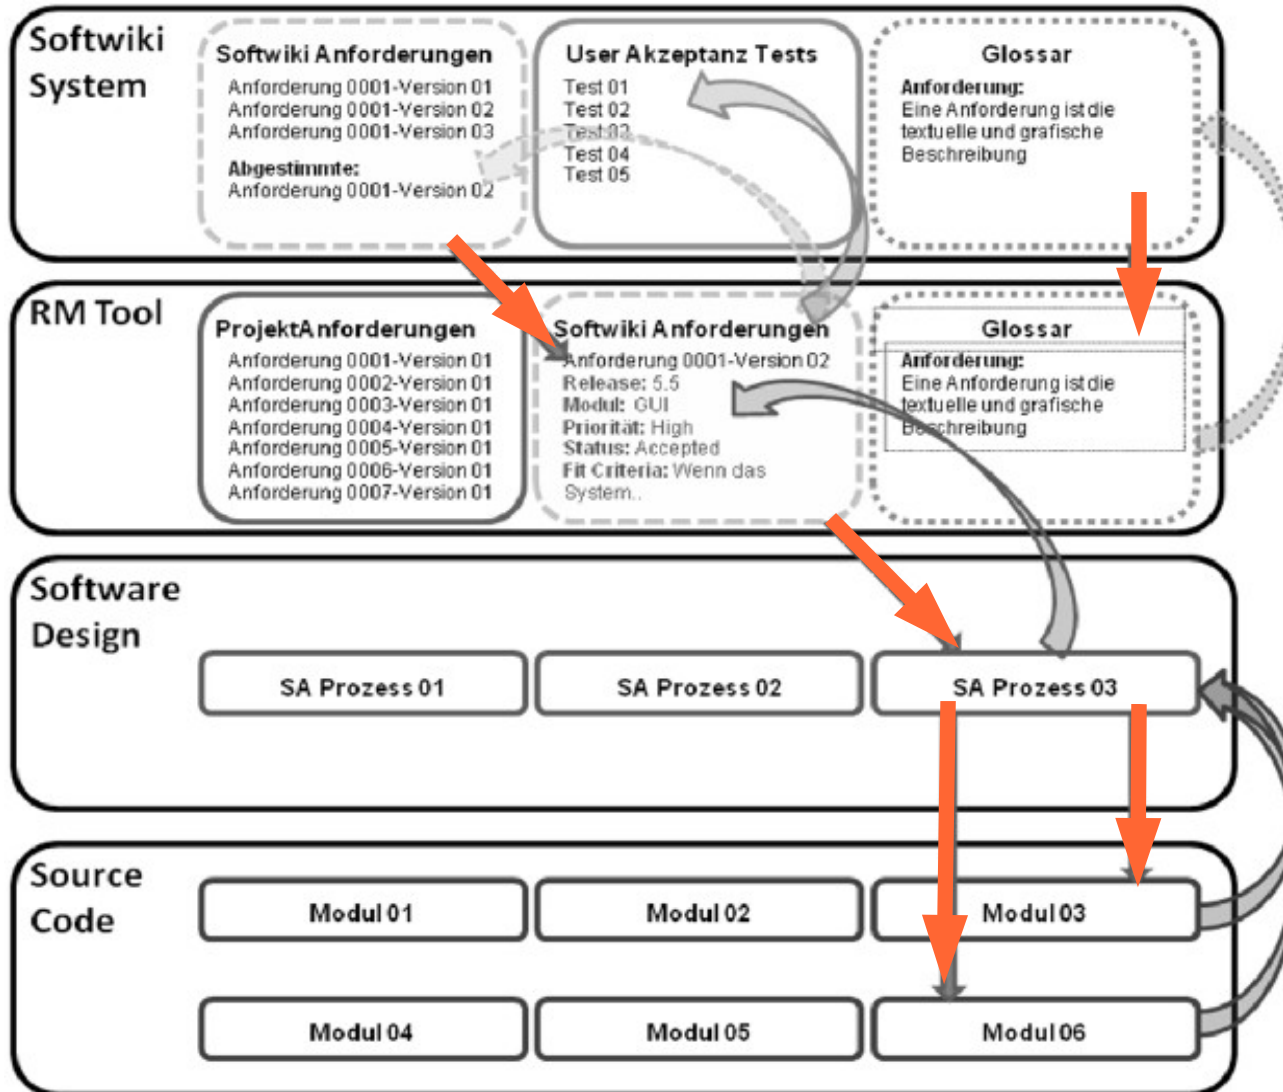 Softwiki
System
Softwiki Anforderungen
Anforderung 0001-Version 01
Anforderung 0001-Version 02
Anforderung 0001-Version 03
Abgestimmte:
Anforderung 0001-Version 02
User Akzeptanz Tests
Test 01
Test 02
Test 03
Test 04
Test 05
Glossar
Anforderung:
Eine Anforderung ist die
textuelle und grafische
Beschreibung
RM Tool
ProjektAnforderungen
Anforderung 0001-Version 01
Anforderung 0002-Version 01
Anforderung 0003-Version 01
Anforderung 0004-Version 01
Anforderung 0005-Version 01
Anforderung 0006-Version 01
Anforderung 0007-Version 01
Softwiki Anforderungen
Anforderung 0001-Version 02
Release: 5.5
Modul: GUI
Priorität: High
Status: Accepted
Fit Criteria: Wenn das
System..
Glossar
Anforderung:
Eine Anforderung ist die
textuelle und grafische
Beschreibung
Software
Design
SA Prozess 01
SA Prozess 02
SA Prozess 03
Source
Code
Modul 01
Modul 02
Modul 03
Modul 04
Modul 05
Modul 06